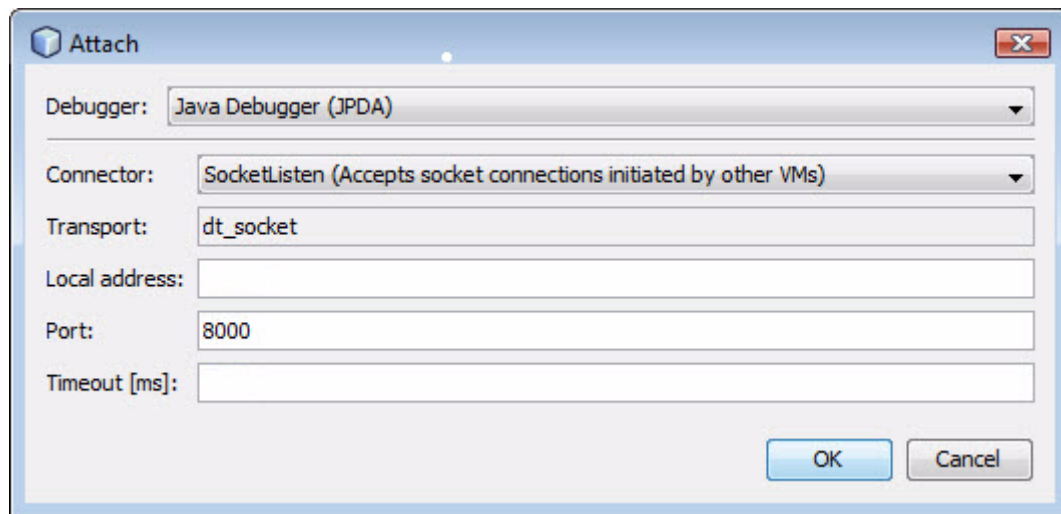 Attach
Debugger: Java Debugger (JPDA)
Connector: SocketListen (Accepts socket connections initiated by other VMs)
Transport: dt_socket
Local address:
Port: 8000
Timeout [ms]:
OK Cancel